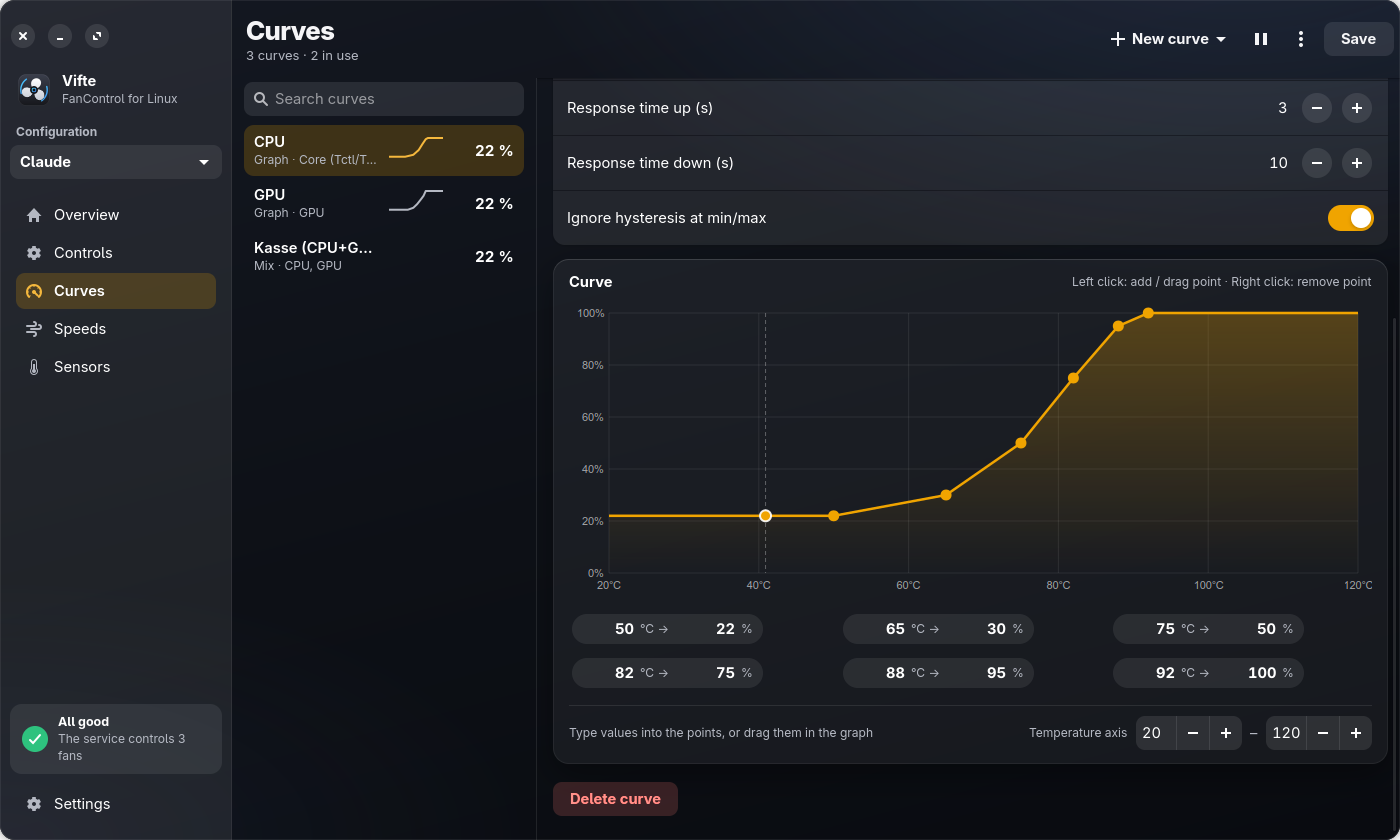 Vifte
FanControl for Linux
Configuration
Claude
Overview
Controls
Curves
Speeds
Sensors
All good
The service controls 3
fans
Settings
Curves
3 curves · 2 in use
New curve
Save
Search curves
CPU
Graph · Core (Tctl/T...
22 %
GPU
Graph · GPU
22 %
Kasse (CPU+G...
Mix · CPU, GPU
22 %
Response time up (s)
3
Response time down (s)
10
Ignore hysteresis at min/max
Curve
Left click: add / drag point · Right click: remove point
100%
80%
60%
40%
20%
0%
20°C 40°C 60°C 80°C 100°C 120°C
50 °C → 22 %
65 °C → 30 %
75 °C → 50 %
82 °C → 75 %
88 °C → 95 %
92 °C → 100 %
Type values into the points, or drag them in the graph
Temperature axis 20 – 120
Delete curve